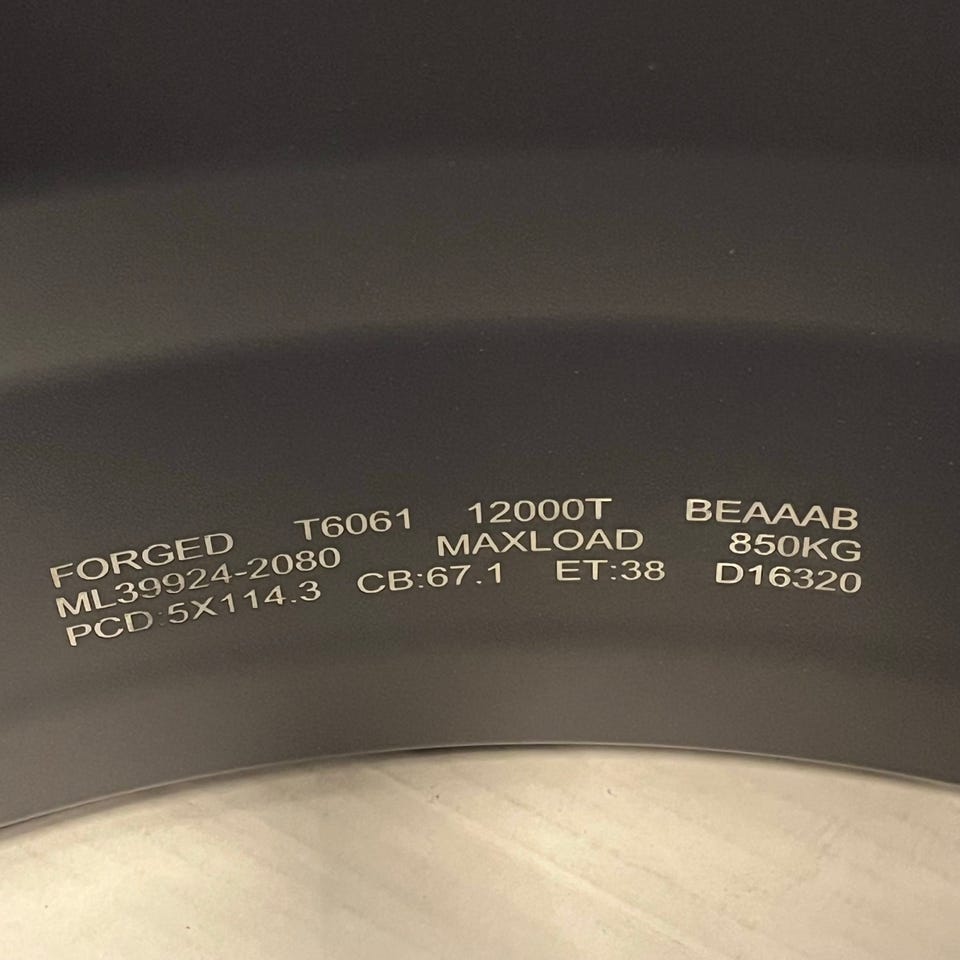 FORGED T6061 12000T BEAAAB
ML39924-2080 MAXLOAD 850KG
PCD:5X114.3 CB:67.1 ET:38 D16320